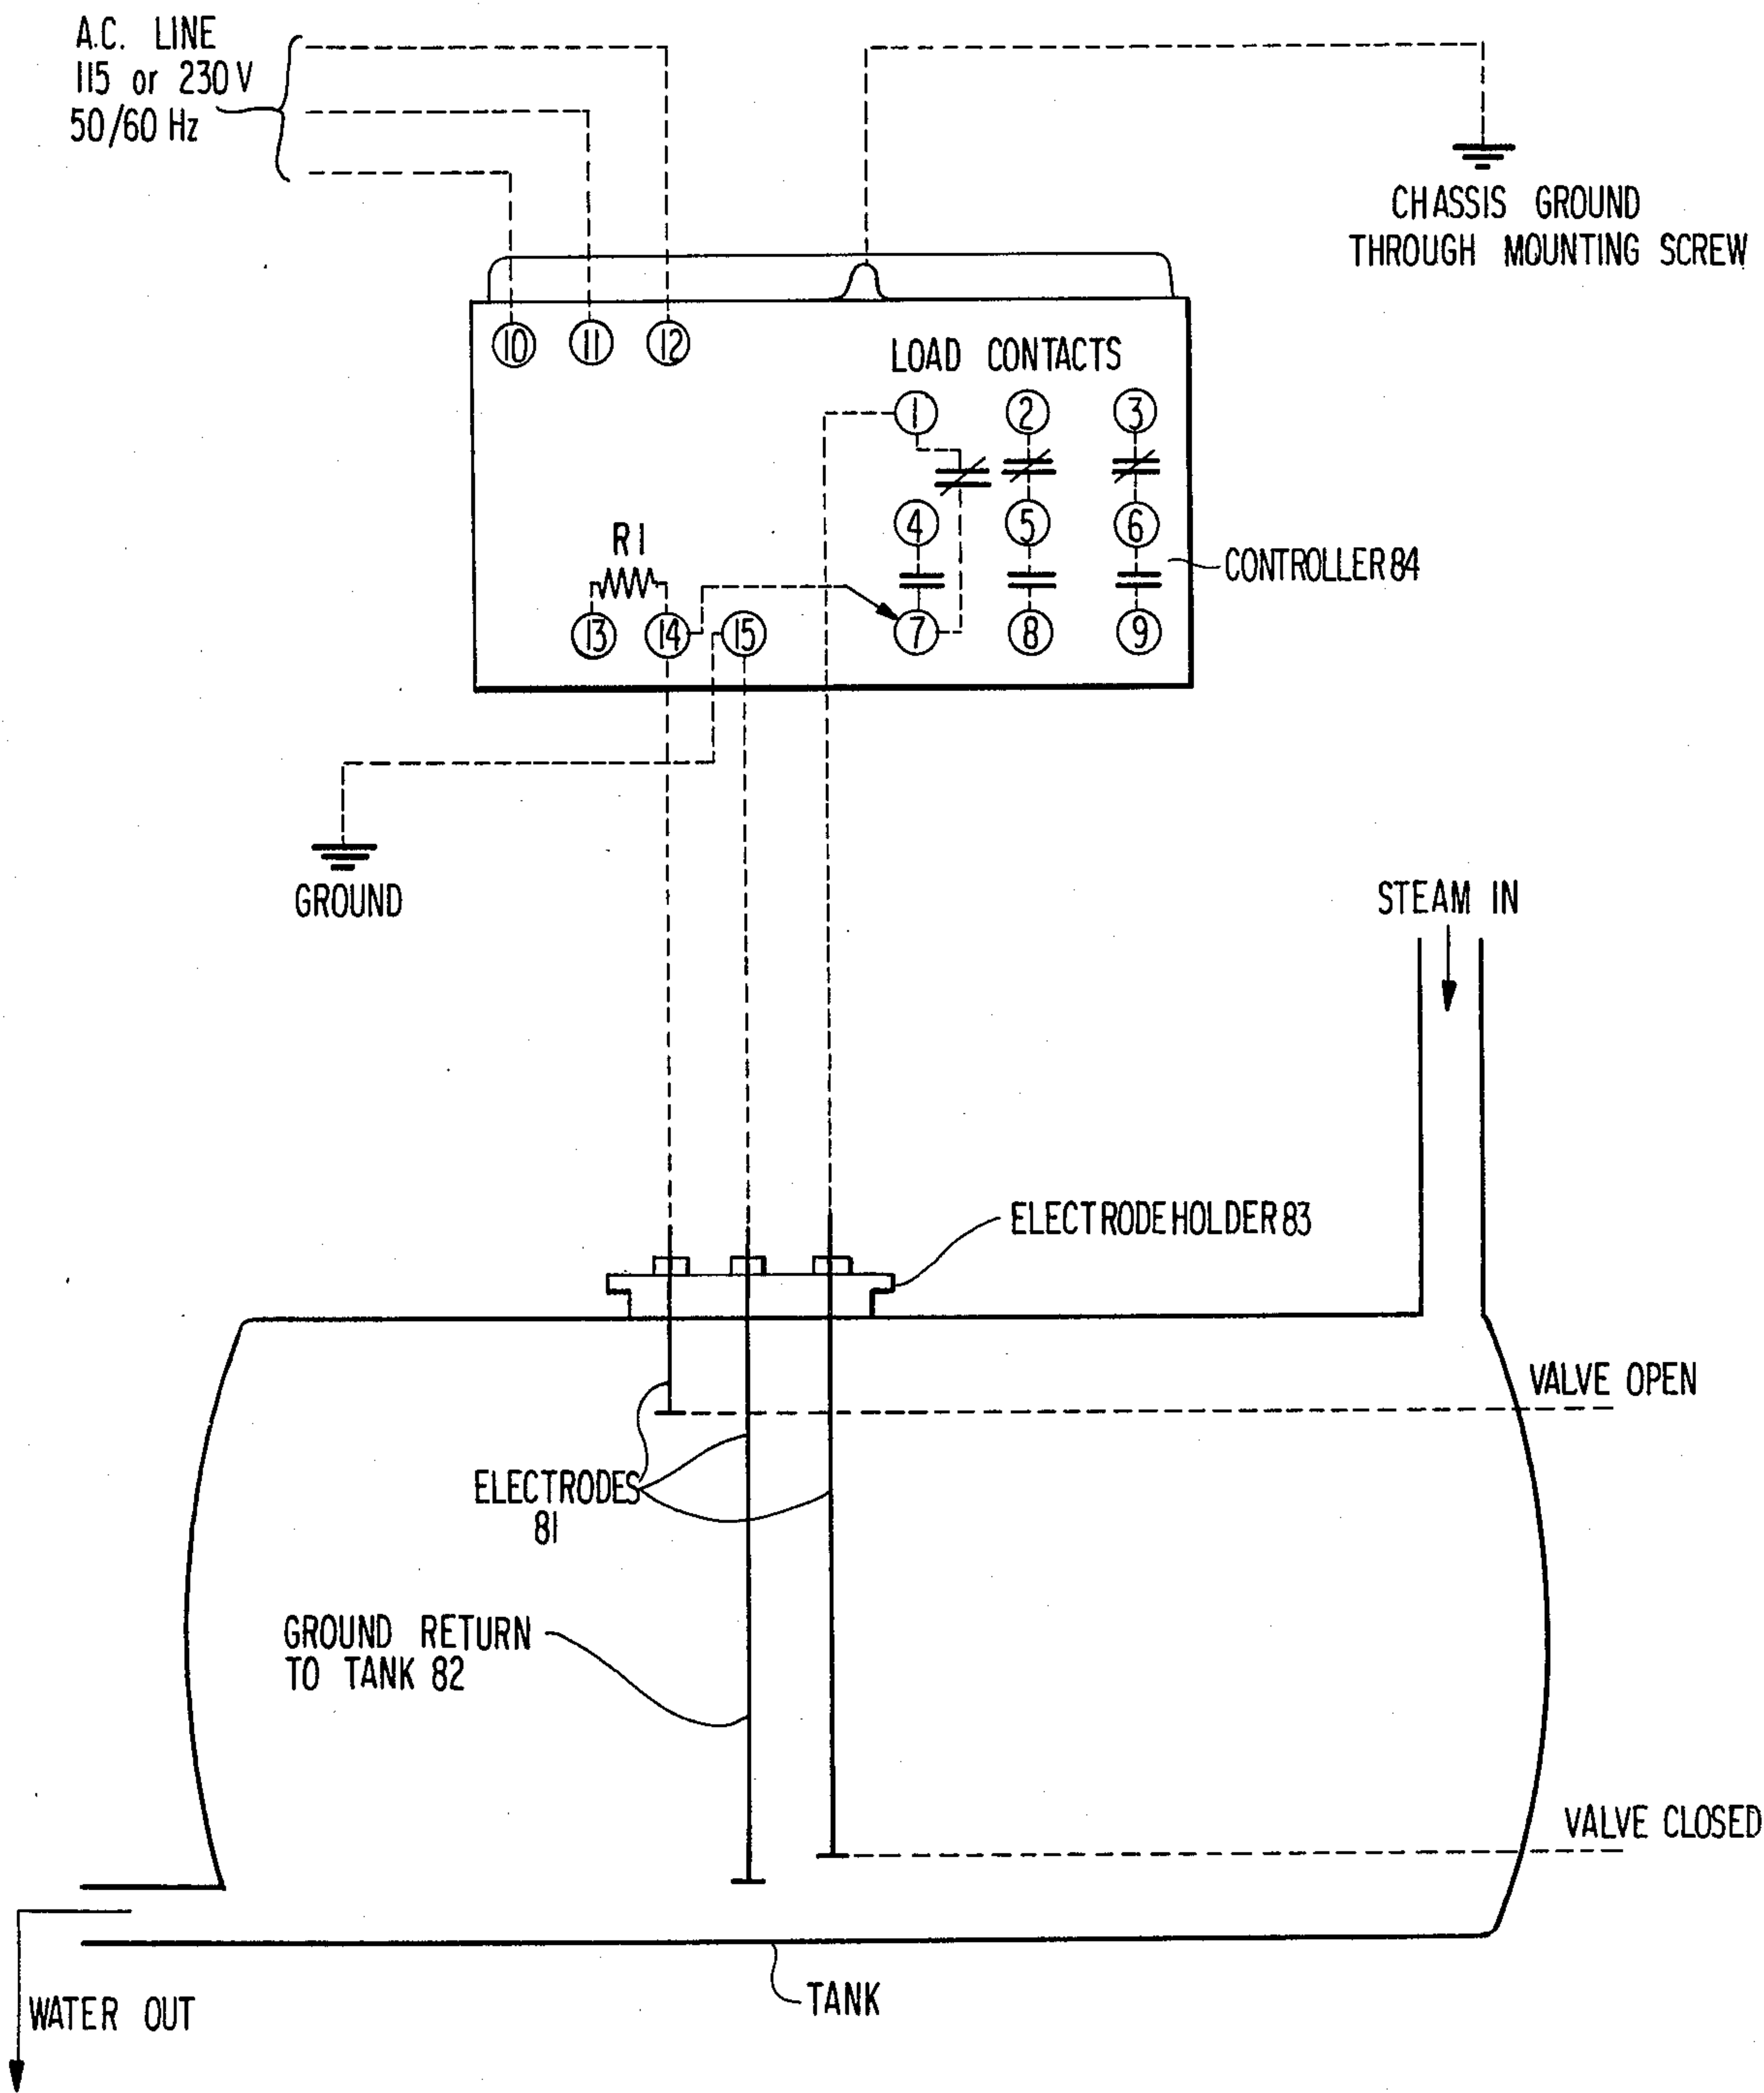 A.C. LINE
115 or 230 V
50/60 Hz
CHASSIS GROUND
THROUGH MOUNTING SCREW
10 11 12
LOAD CONTACTS
1 2 3
4 5 6
R1
CONTROLLER 84
13 14 15 7 8 9
GROUND
STEAM IN
ELECTRODE HOLDER 83
VALVE OPEN
ELECTRODES
81
GROUND RETURN
TO TANK 82
VALVE CLOSED
TANK
WATER OUT